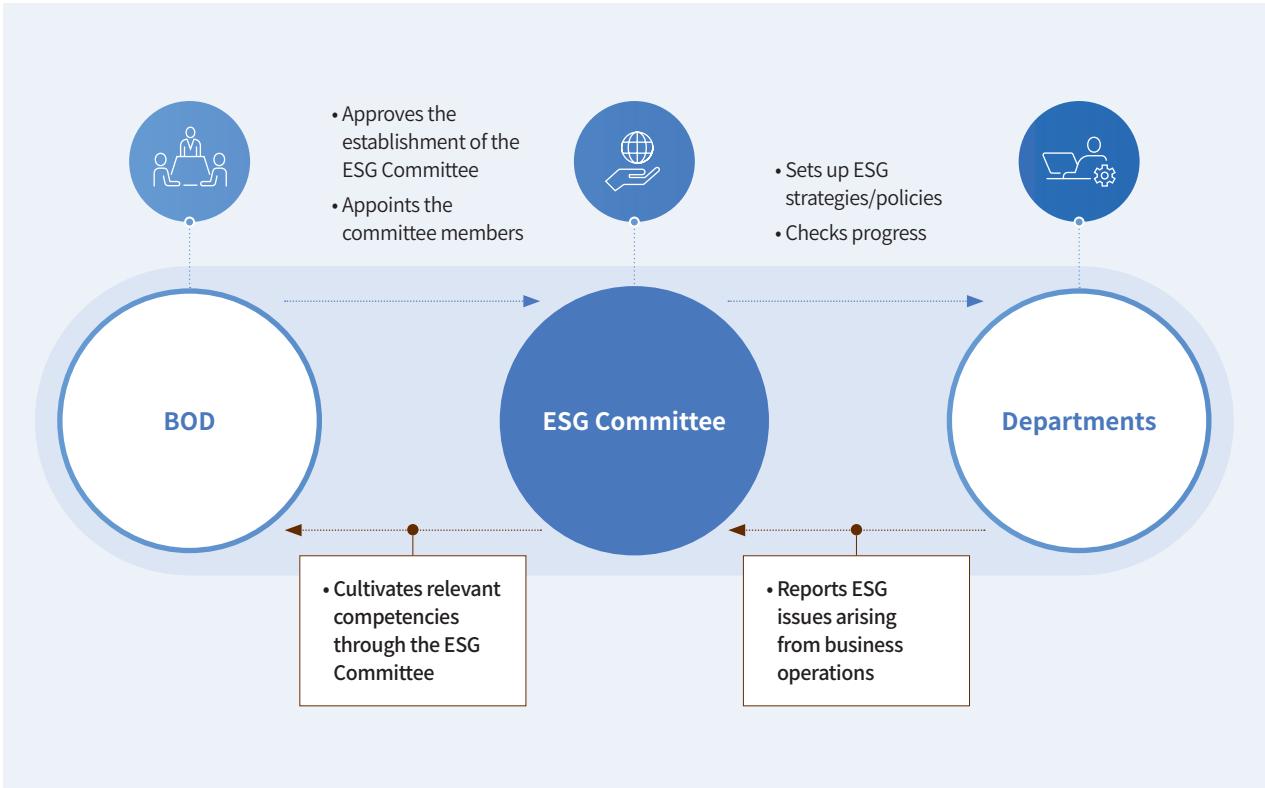 • Approves the
establishment of the
ESG Committee
• Appoints the
committee members
• Sets up ESG
strategies/policies
• Checks progress
BOD
ESG Committee
Departments
• Cultivates relevant
competencies
through the ESG
Committee
• Reports ESG
issues arising
from business
operations